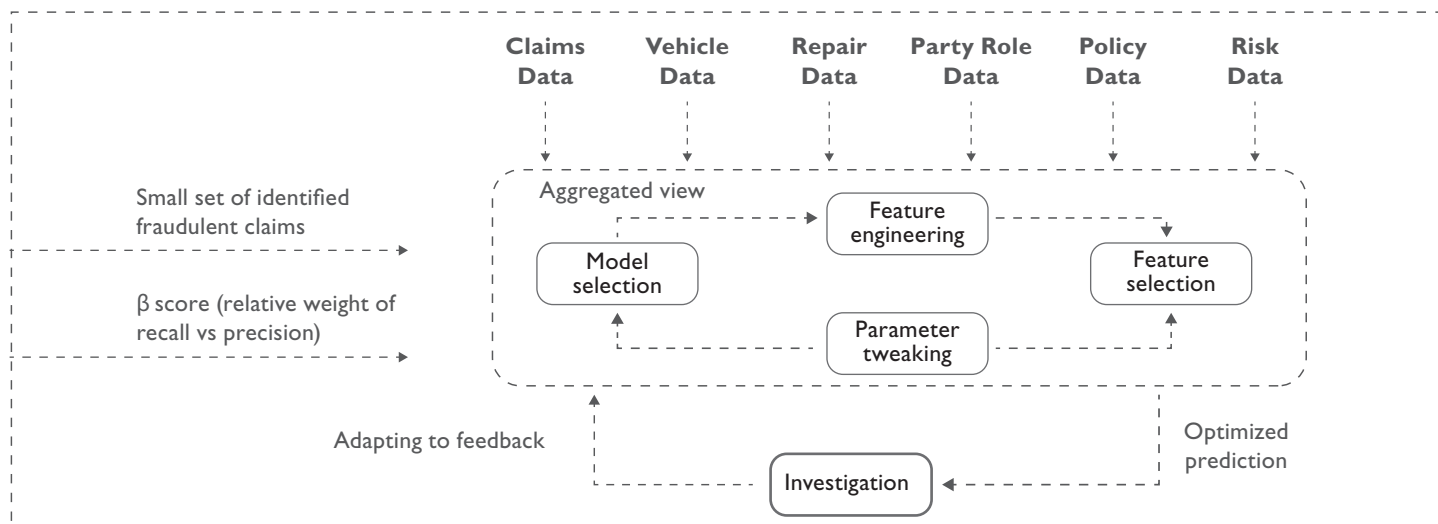 Claims
Data
Vehicle
Data
Repair
Data
Party Role
Data
Policy
Data
Risk
Data
Small set of identified
fraudulent claims
β score (relative weight of
recall vs precision)
Aggregated view
Feature
engineering
Model
selection
Feature
selection
Parameter
tweaking
Adapting to feedback
Optimized
prediction
Investigation